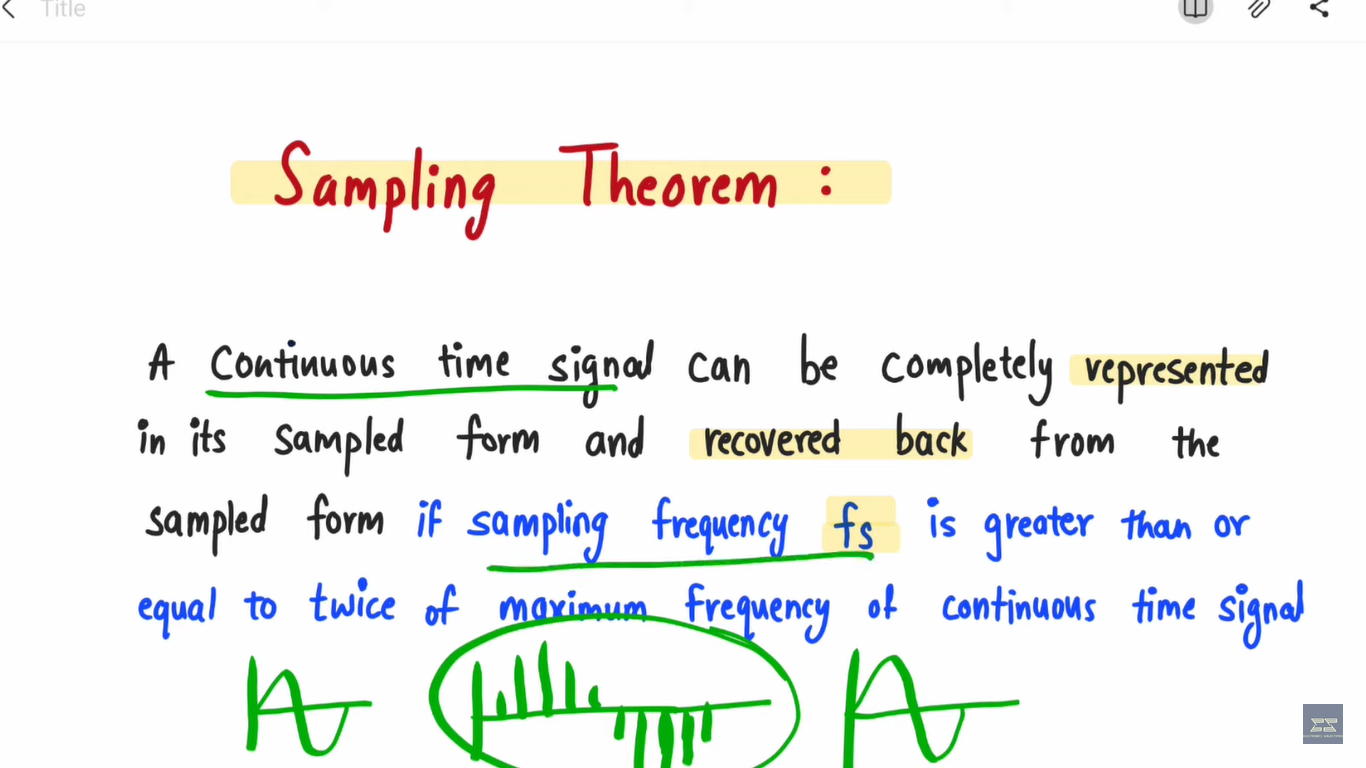 Title
Sampling Theorem :
A Continuous time signal can be completely represented
in its sampled form and recovered back from the
sampled form if sampling frequency fs is greater than or
equal to twice of maximum frequency of continuous time signal